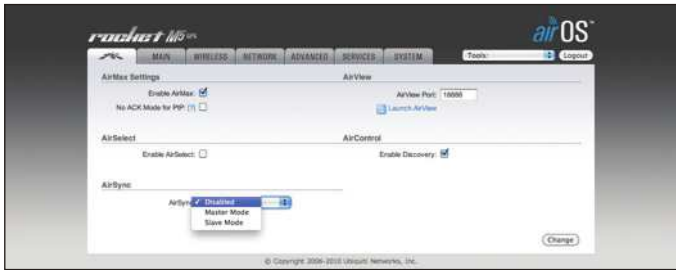 rocket M5 GPS
airOS™
MAIN WIRELESS NETWORK ADVANCED SERVICES SYSTEM Tools: Logout
AirMax Settings
Enable AirMax:
No ACK Mode for PtP: [?]
AirView
AirView Port: 18888
Launch AirView
AirSelect
Enable AirSelect:
AirControl
Enable Discovery:
AirSync
AirSync
✓ Disabled
Master Mode
Slave Mode
Change
© Copyright 2006-2010 Ubiquiti Networks, Inc.